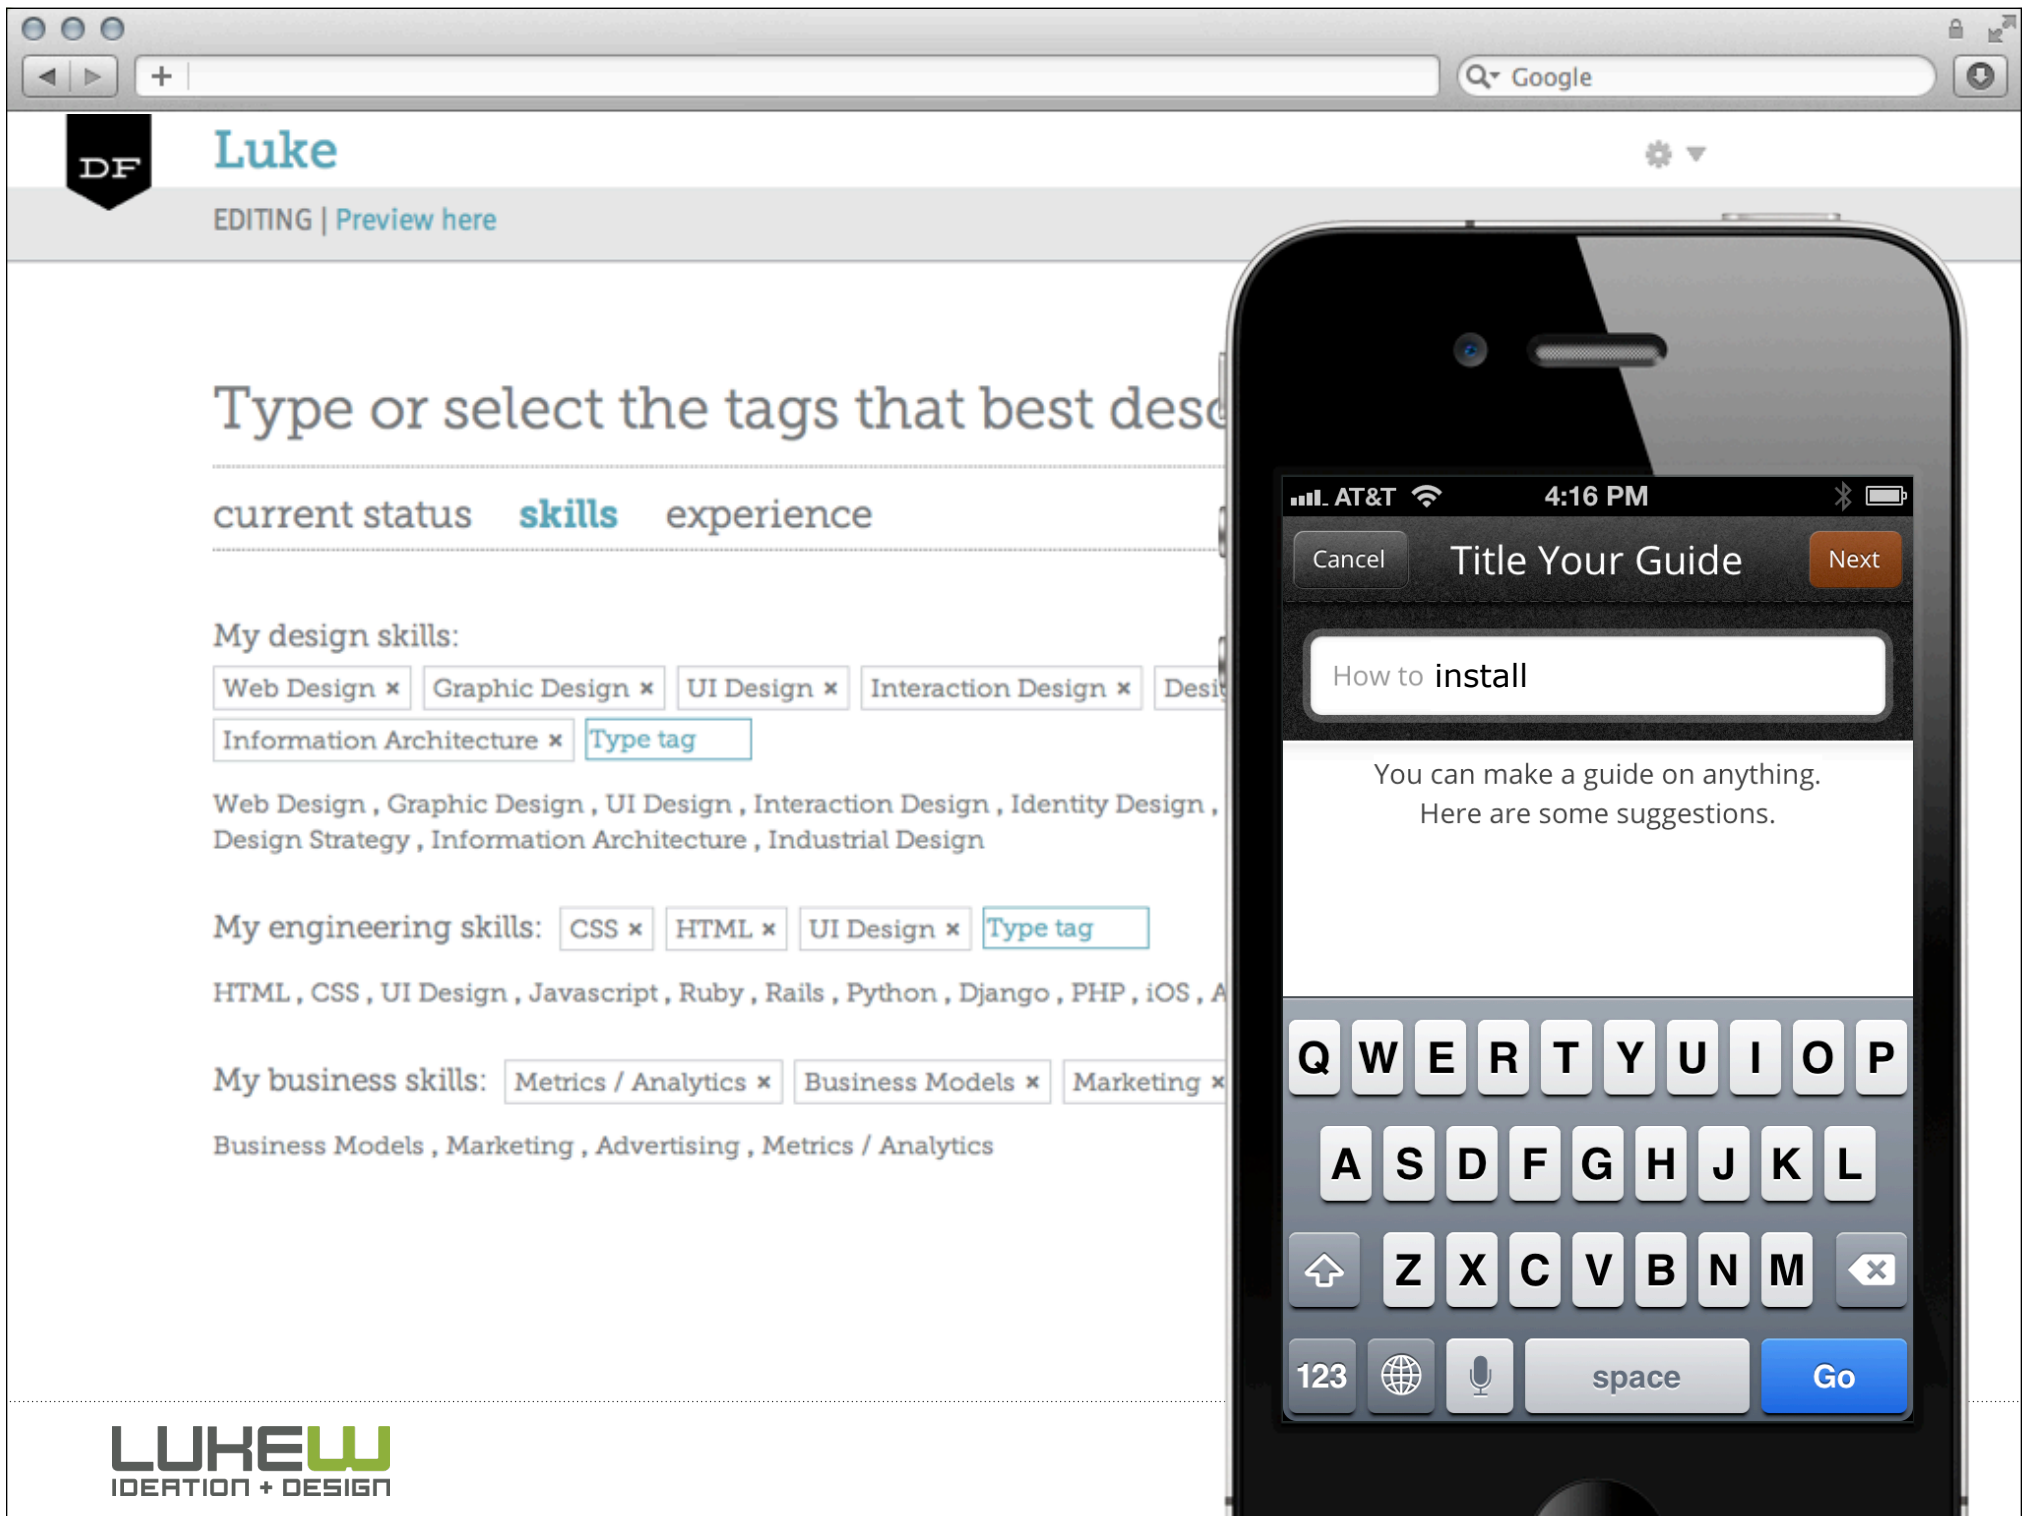 Google
DF
Luke
EDITING | Preview here
Type or select the tags that best
current status skills experience
My design skills:
Web Design × Graphic Design × UI Design × Interaction Design ×
Information Architecture × Type tag
Web Design , Graphic Design , UI Design , Interaction Design , Identity Design ,
Design Strategy , Information Architecture , Industrial Design
My engineering skills: CSS × HTML × UI Design × Type tag
HTML , CSS , UI Design , Javascript , Ruby , Rails , Python , Django , PHP , iOS ,
My business skills: Metrics / Analytics × Business Models × Marketing ×
Business Models , Marketing , Advertising , Metrics / Analytics
LUKEW
IDEATION + DESIGN
AT&T 4:16 PM
Cancel Title Your Guide Next
How to install
You can make a guide on anything.
Here are some suggestions.
Q W E R T Y U I O P
A S D F G H J K L
Z X C V B N M
123 space Go